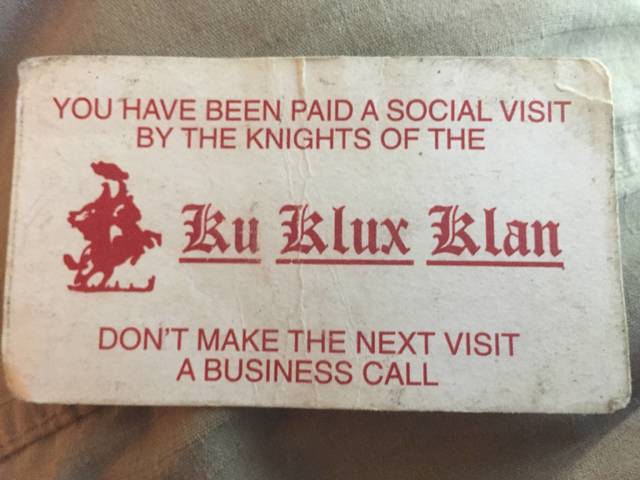 YOU HAVE BEEN PAID A SOCIAL VISIT
BY THE KNIGHTS OF THE
Ku Klux Klan
DON'T MAKE THE NEXT VISIT
A BUSINESS CALL